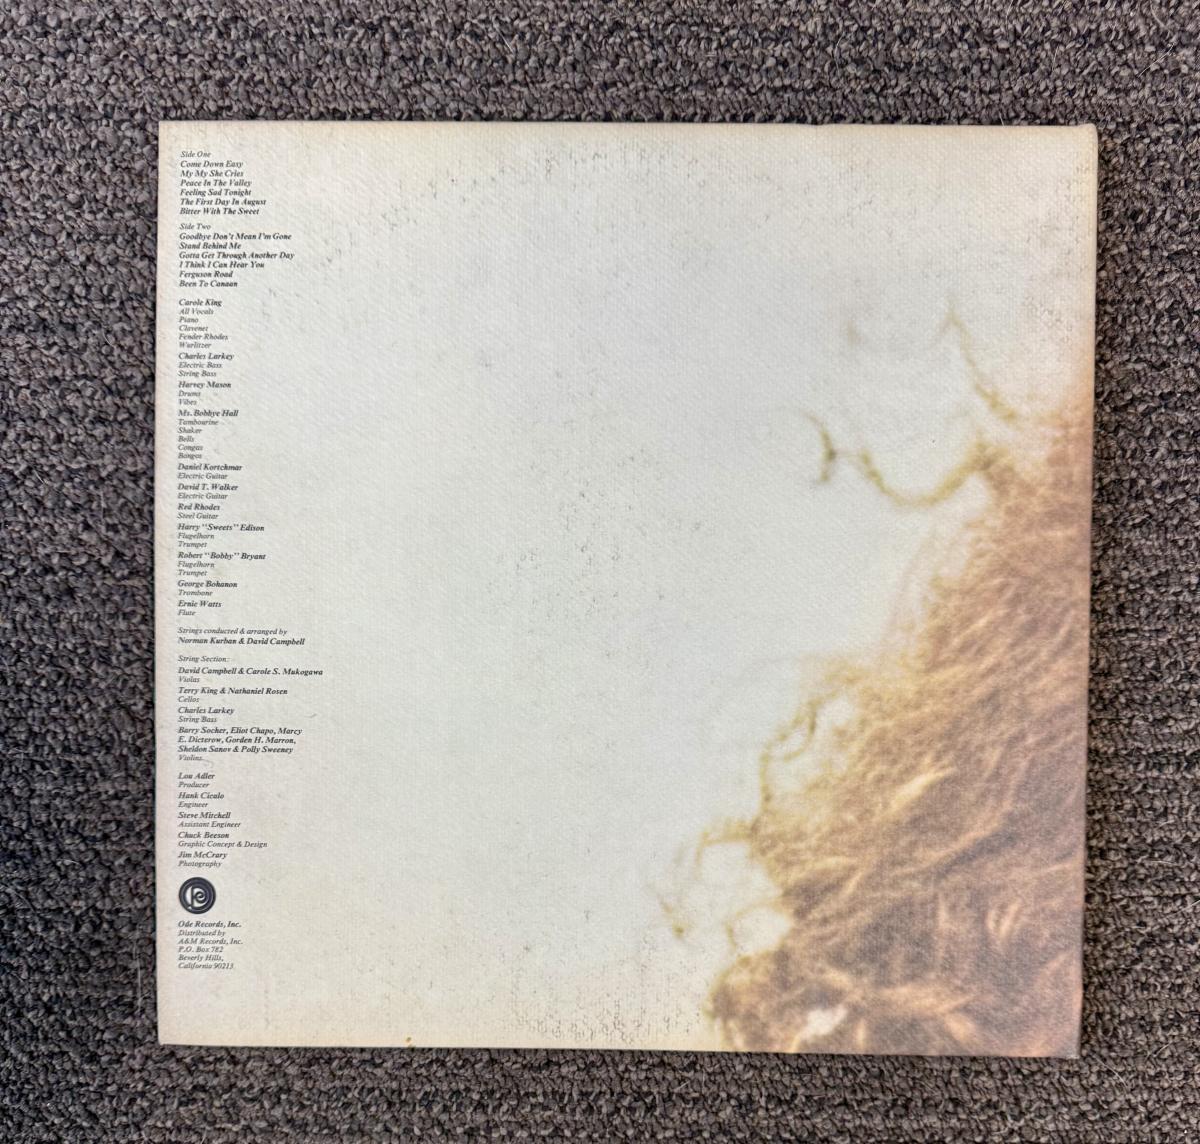 Side One
Come Down Easy
My My She Cries
Peace In The Valley
Feeling Sad Tonight
The First Day In August
Bitter With The Sweet
Side Two
Goodbye Don't Mean I'm Gone
Stand Behind Me
Gotta Get Through Another Day
I Think I Can Hear You
Ferguson Road
Been To Canaan
Carole King
All Vocals
Piano
Clavenet
Fender Rhodes
Wurlitzer
Charles Larkey
Electric Bass
String Bass
Harvey Mason
Drums
Vibes
Ms. Bobbye Hall
Tambourine
Shaker
Bells
Congas
Bongos
Daniel Kortchmar
Electric Guitar
David T. Walker
Electric Guitar
Red Rhodes
Steel Guitar
Harry "Sweets" Edison
Flugelhorn
Trumpet
Robert "Bobby" Bryant
Flugelhorn
Trumpet
George Bohanon
Trombone
Ernie Watts
Flute
Strings conducted & arranged by
Norman Kurban & David Campbell
String Section:
David Campbell & Carole S. Mukogawa
Violas
Terry King & Nathaniel Rosen
Cellos
Charles Larkey
String Bass
Barry Socher, Eliot Chapo, Marcy
E. Dicterow, Gorden H. Marron,
Sheldon Sanov & Polly Sweeney
Violins
Lou Adler
Producer
Hank Cicalo
Engineer
Steve Mitchell
Assistant Engineer
Chuck Beeson
Graphic Concept & Design
Jim McCrary
Photography
Ode Records, Inc.
Distributed by
A&M Records, Inc.
P.O. Box 782
Beverly Hills,
California 90213